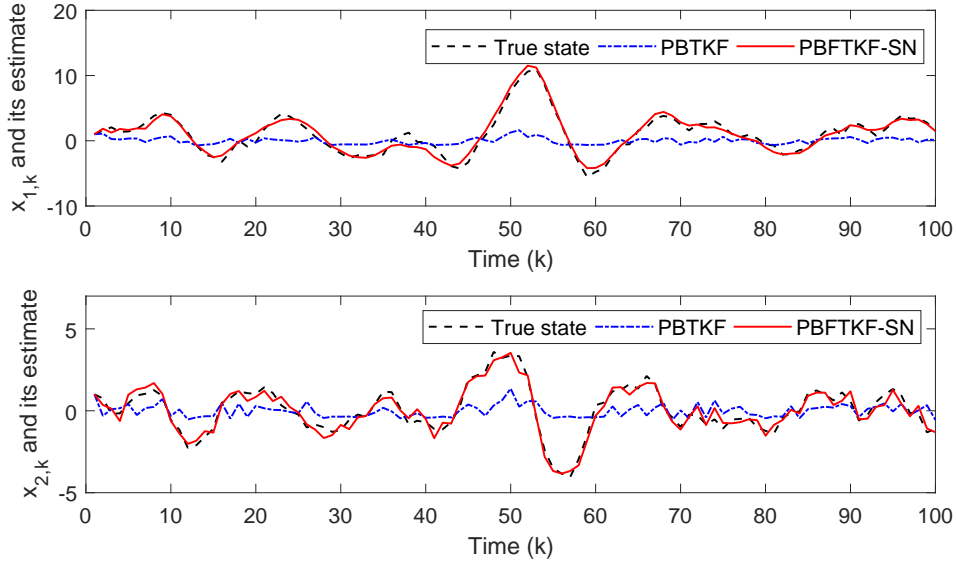 20
True state PBTKF PBFTKF-SN
10
0
-10
x1,k and its estimate
0 10 20 30 40 50 60 70 80 90 100
Time (k)
5
True state PBTKF PBFTKF-SN
0
-5
x2,k and its estimate
0 10 20 30 40 50 60 70 80 90 100
Time (k)